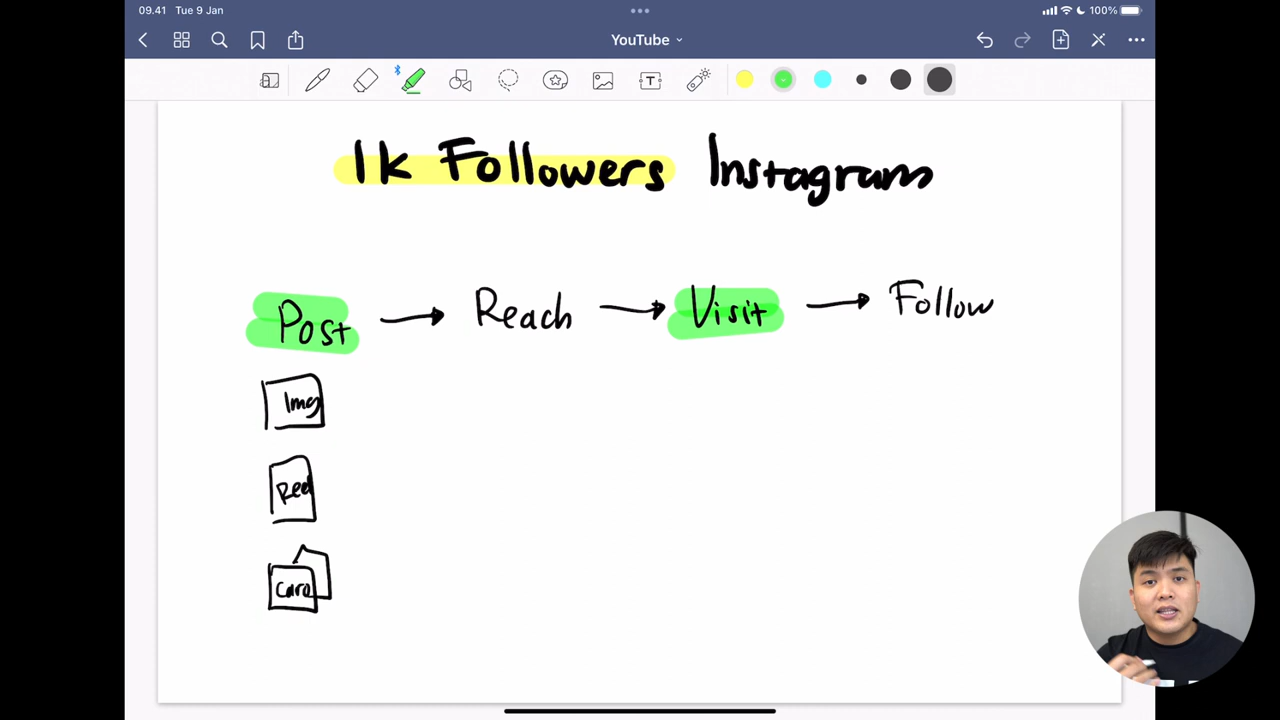 09.41 Tue 9 Jan
100%
YouTube
T
1k Followers Instagram
Post → Reach → Visit → Follow
Img
Reel
Caro